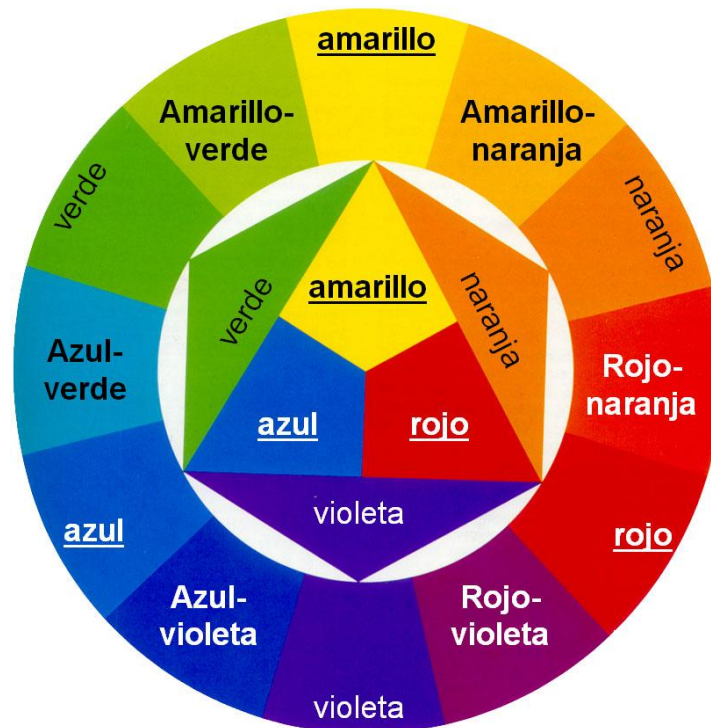 amarillo
Amarillo-
verde
Amarillo-
naranja
verde
naranja
amarillo
verde
naranja
Azul-
verde
Rojo-
naranja
azul
rojo
azul
rojo
violeta
Azul-
violeta
Rojo-
violeta
violeta